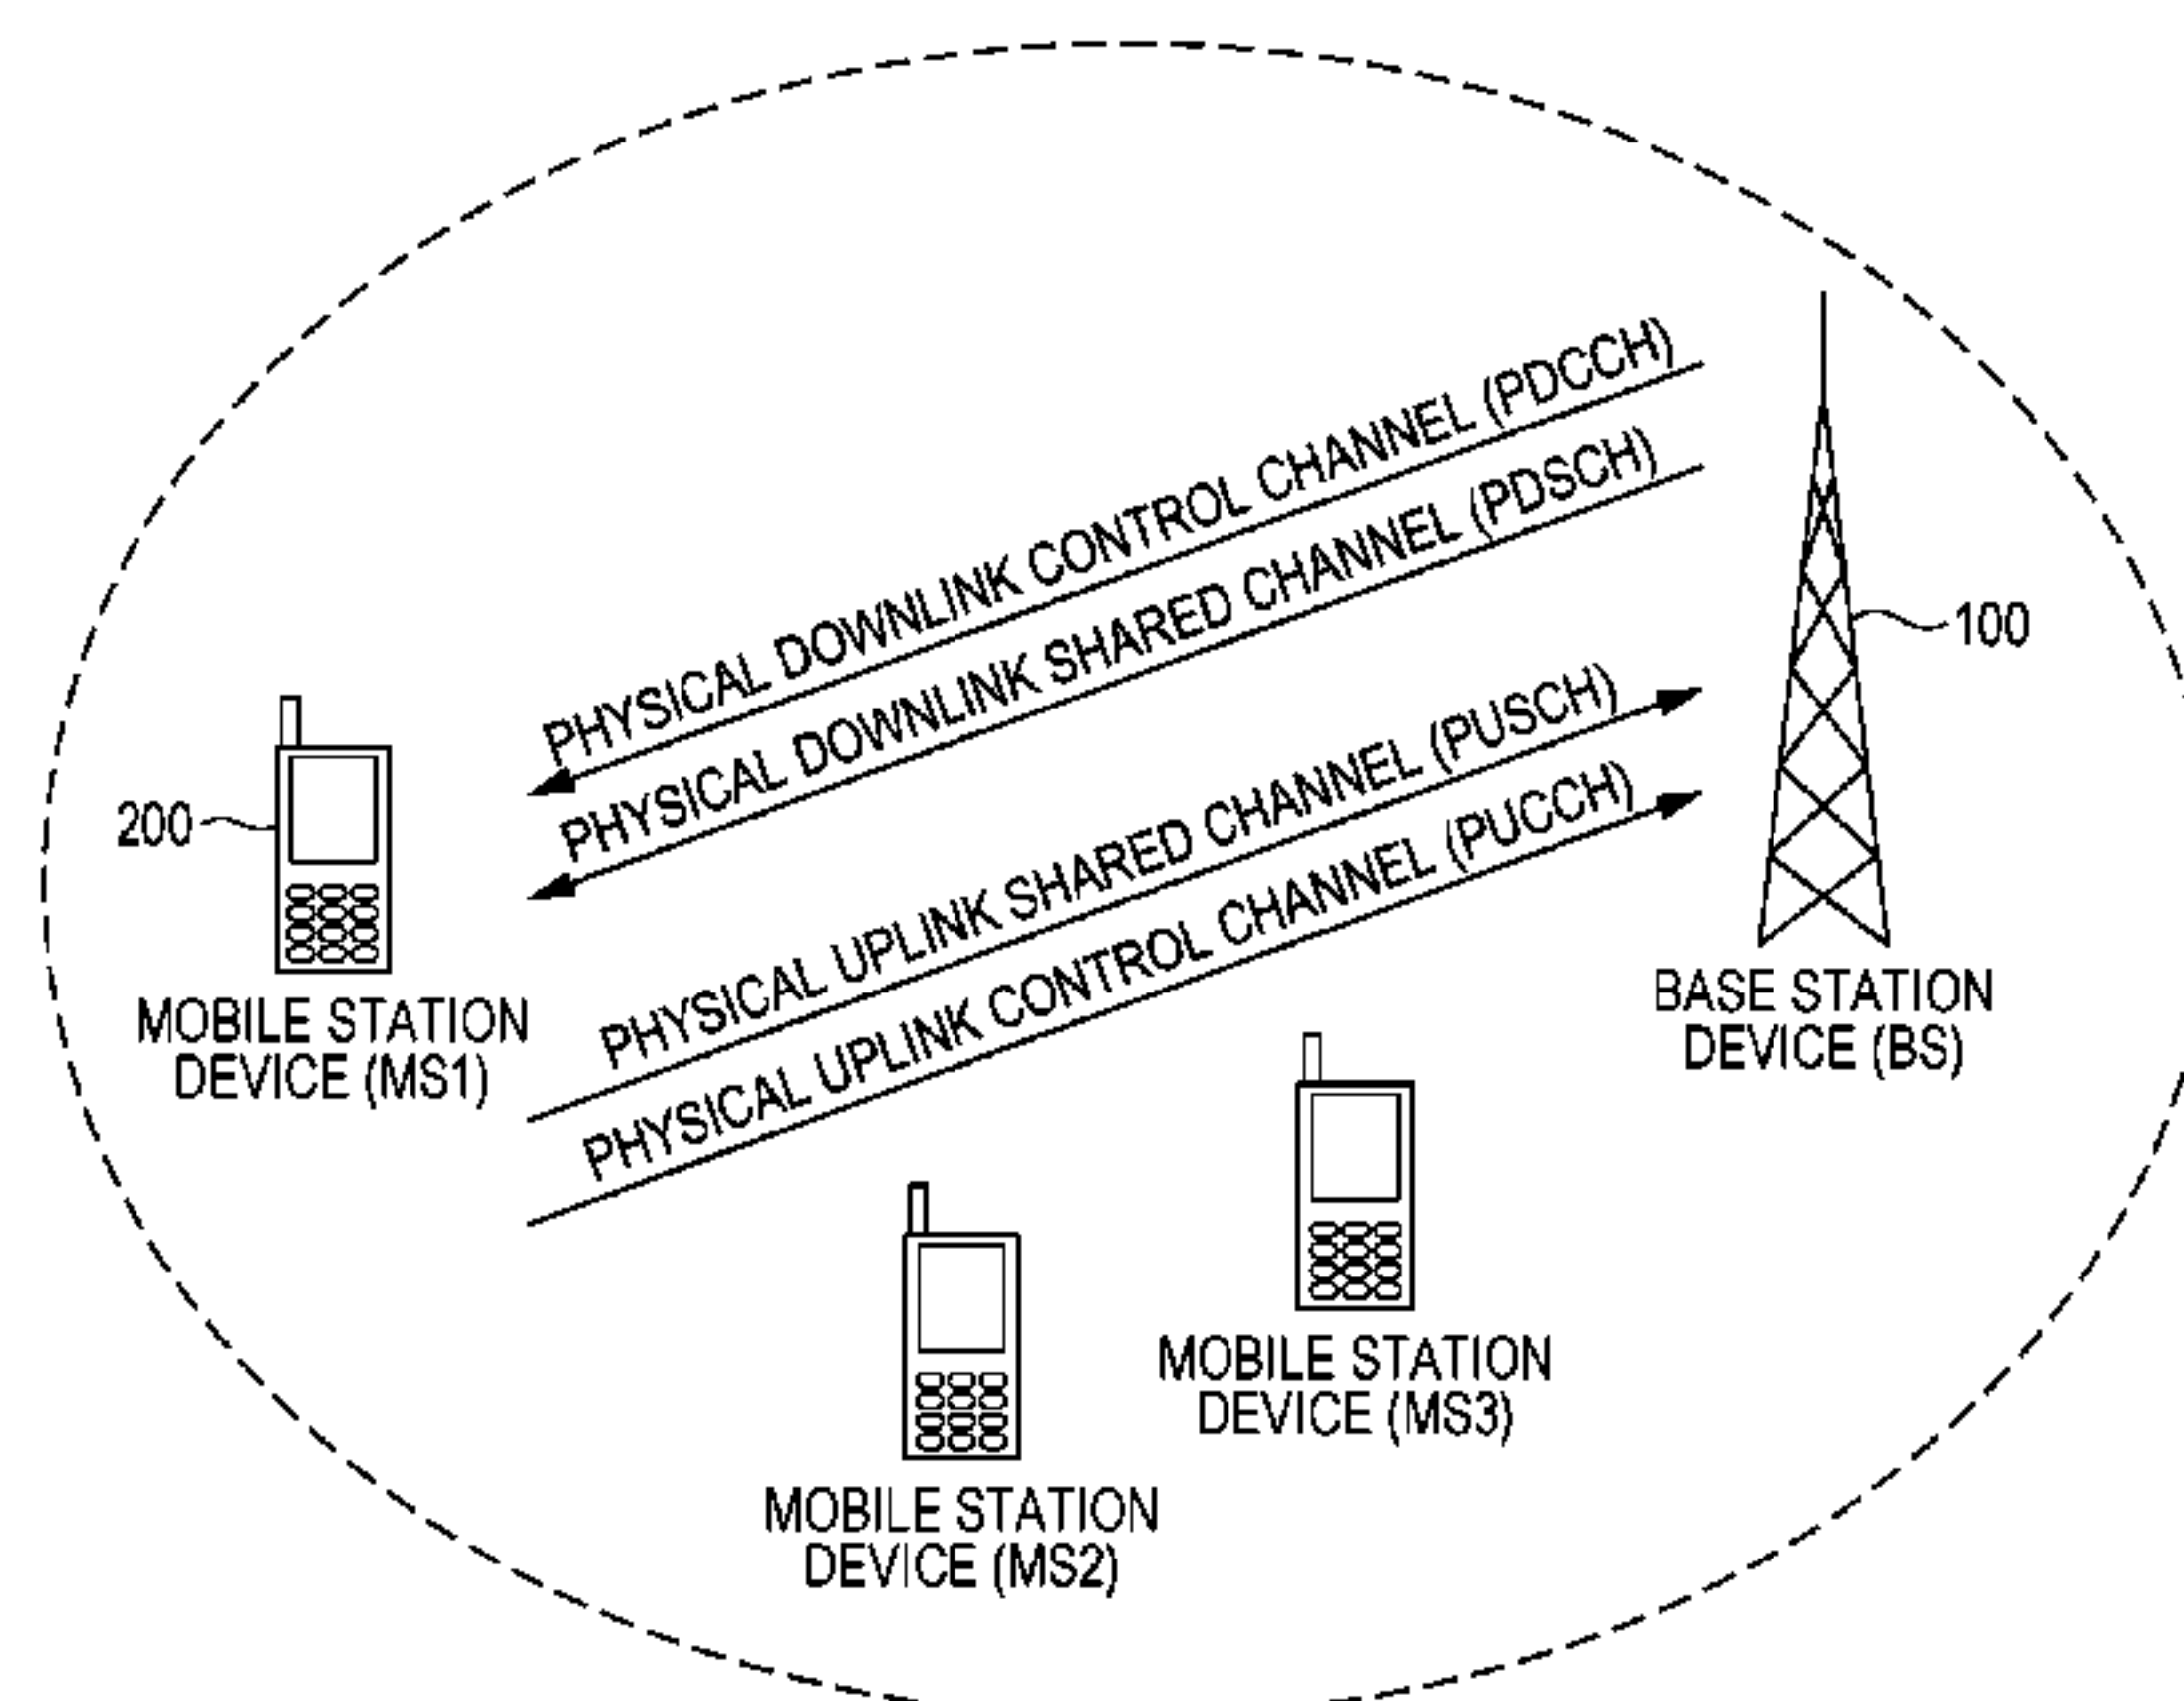 PHYSICAL DOWNLINK CONTROL CHANNEL (PDCCH)
PHYSICAL DOWNLINK SHARED CHANNEL (PDSCH)
100
PHYSICAL UPLINK SHARED CHANNEL (PUSCH)
PHYSICAL UPLINK CONTROL CHANNEL (PUCCH)
200
MOBILE STATION
DEVICE (MS1)
BASE STATION
DEVICE (BS)
MOBILE STATION
DEVICE (MS3)
MOBILE STATION
DEVICE (MS2)